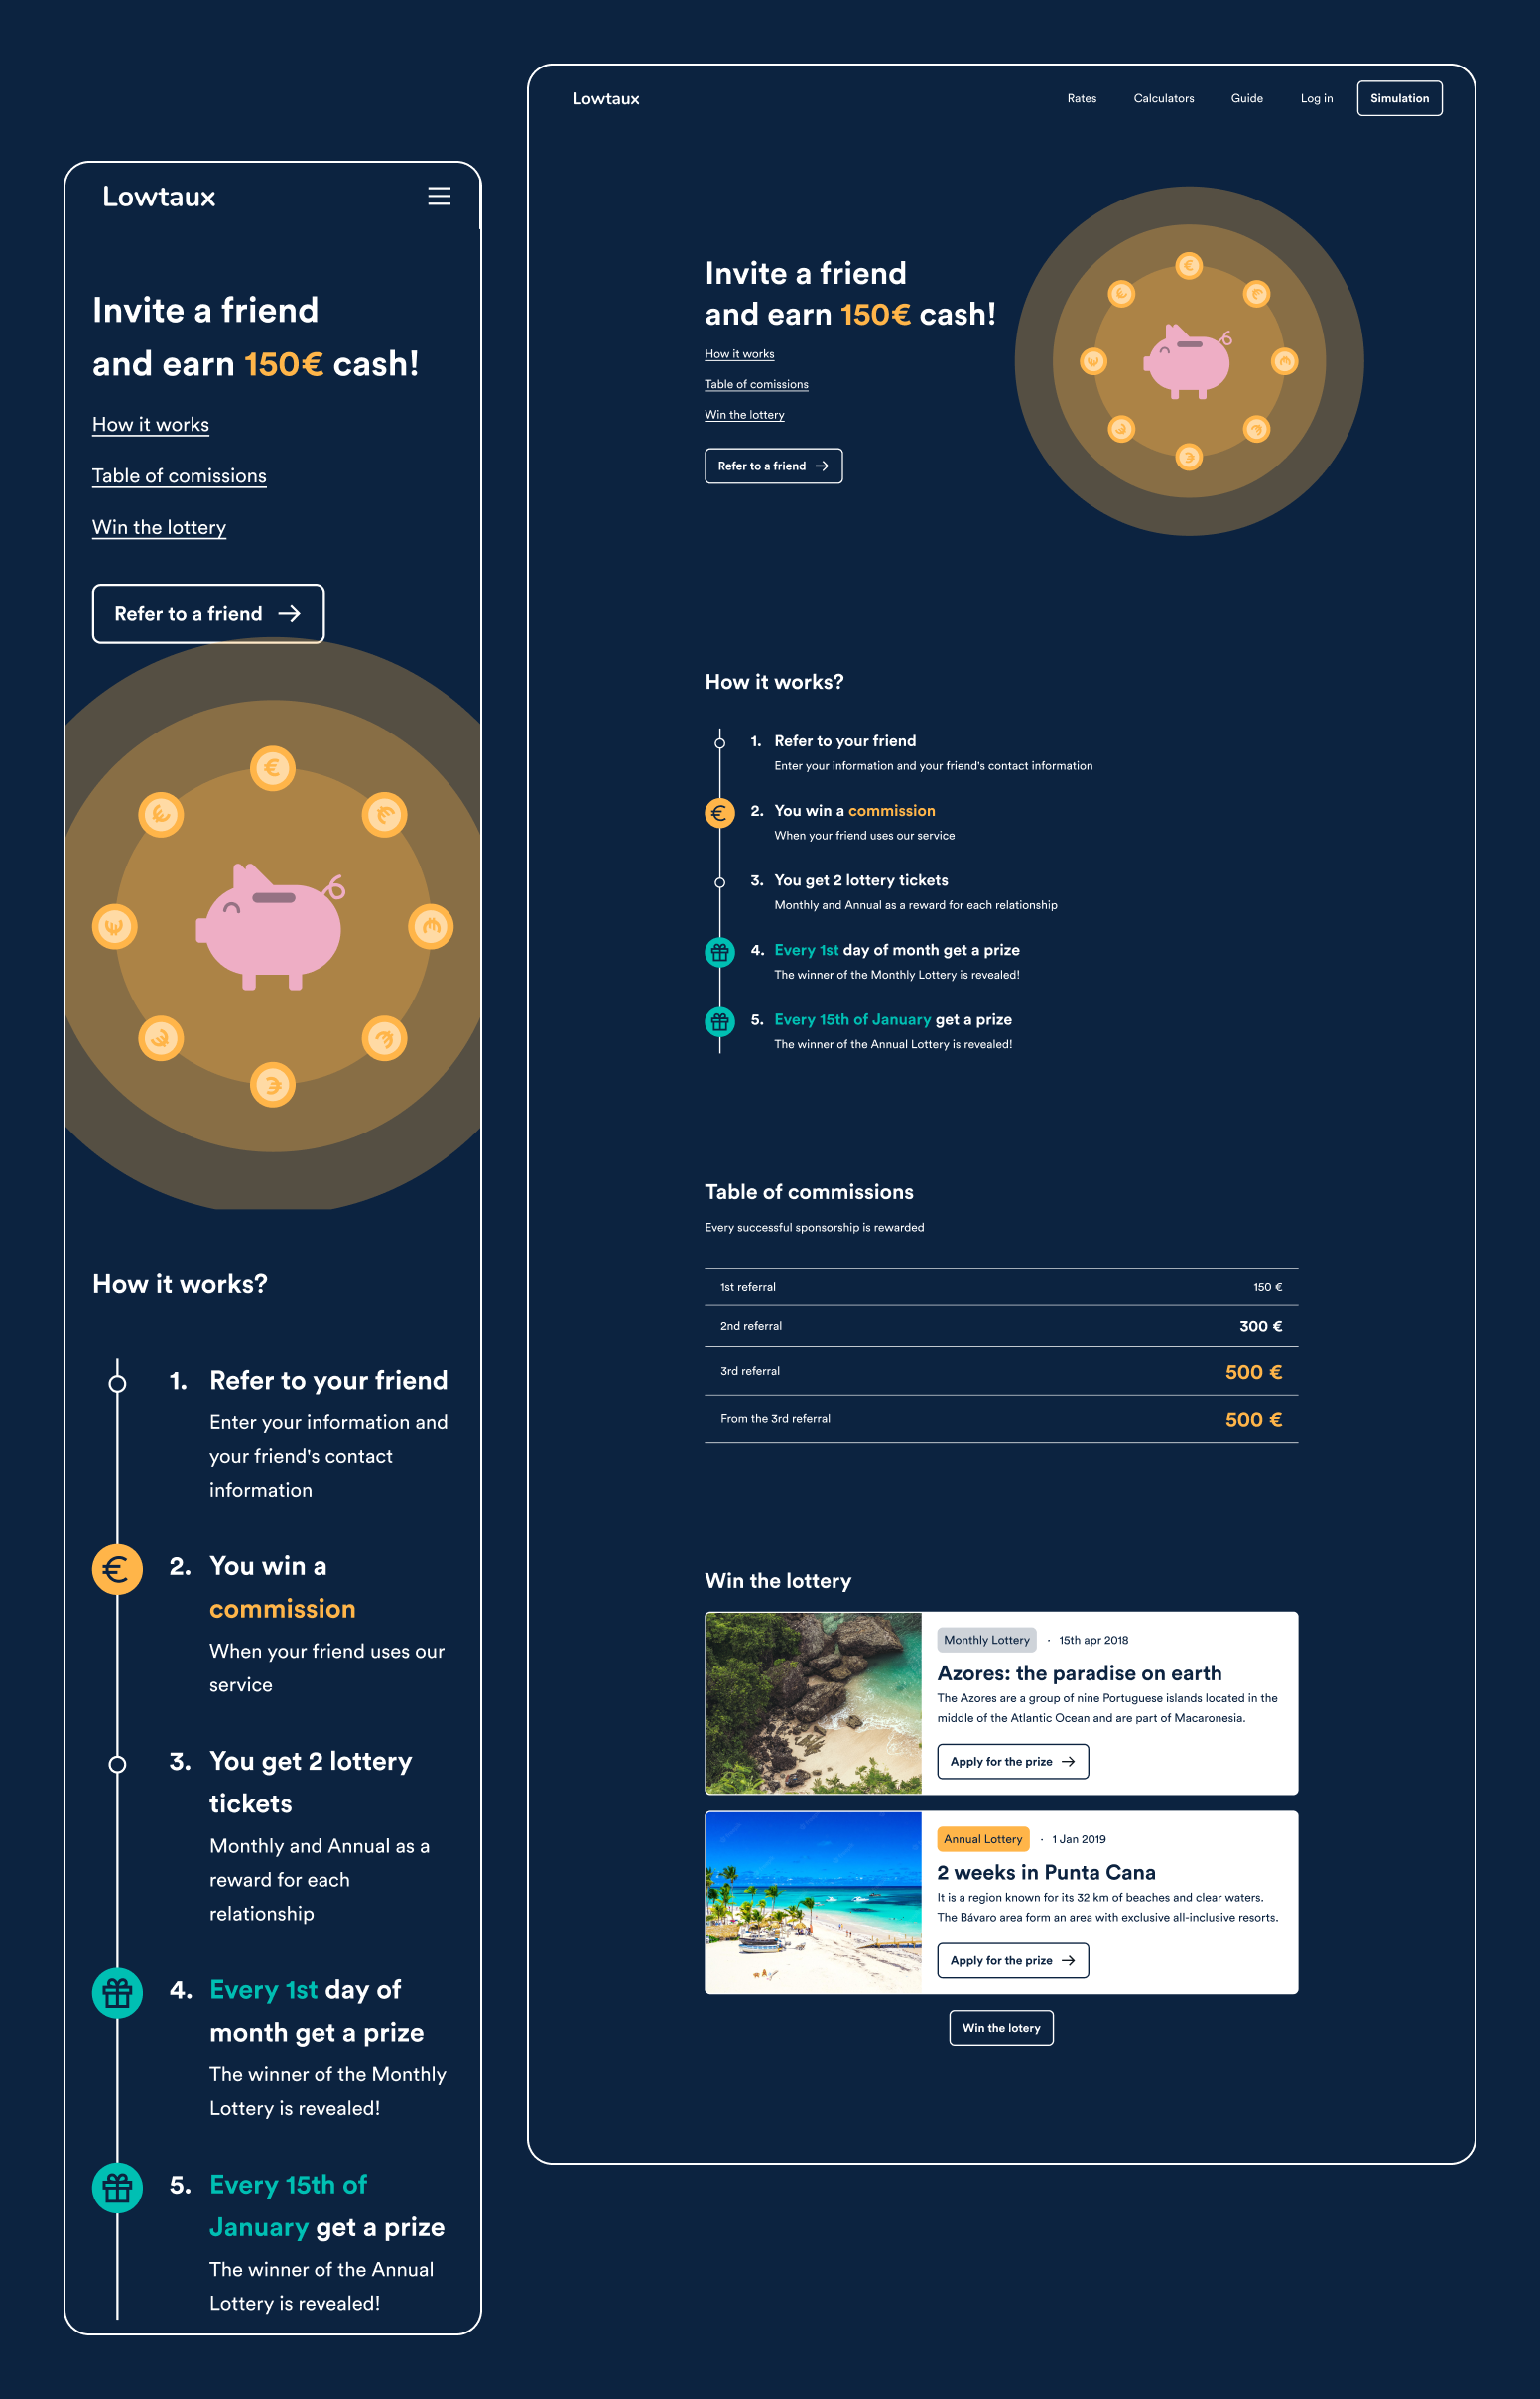 Lowtaux
Invite a friend
and earn 150€ cash!
How it works
Table of comissions
Win the lottery
Refer to a friend
€
€
€
€
€
€
€
€
How it works?
1. Refer to your friend
Enter your information and
your friend's contact
information
€
2. You win a
commission
When your friend uses our
service
3. You get 2 lottery
tickets
Monthly and Annual as a
reward for each
relationship
4. Every 1st day of
month get a prize
The winner of the Monthly
Lottery is revealed!
5. Every 15th of
January get a prize
The winner of the Annual
Lottery is revealed!
Lowtaux
Rates Calculators Guide Log in Simulation
Invite a friend
and earn 150€ cash!
How it works
Table of comissions
Win the lottery
Refer to a friend
€
€
€
€
€
€
€
€
How it works?
1. Refer to your friend
Enter your information and your friend's contact information
€
2. You win a commission
When your friend uses our service
3. You get 2 lottery tickets
Monthly and Annual as a reward for each relationship
4. Every 1st day of month get a prize
The winner of the Monthly Lottery is revealed!
5. Every 15th of January get a prize
The winner of the Annual Lottery is revealed!
Table of commissions
Every successful sponsorship is rewarded
1st referral 150 €
2nd referral 300 €
3rd referral 500 €
From the 3rd referral 500 €
Win the lottery
Monthly Lottery · 15th apr 2018
Azores: the paradise on earth
The Azores are a group of nine Portuguese islands located in the
middle of the Atlantic Ocean and are part of Macaronesia.
Apply for the prize
Annual Lottery · 1 Jan 2019
2 weeks in Punta Cana
It is a region known for its 32 km of beaches and clear waters.
The Bávaro area form an area with exclusive all-inclusive resorts.
Apply for the prize
Win the lotery